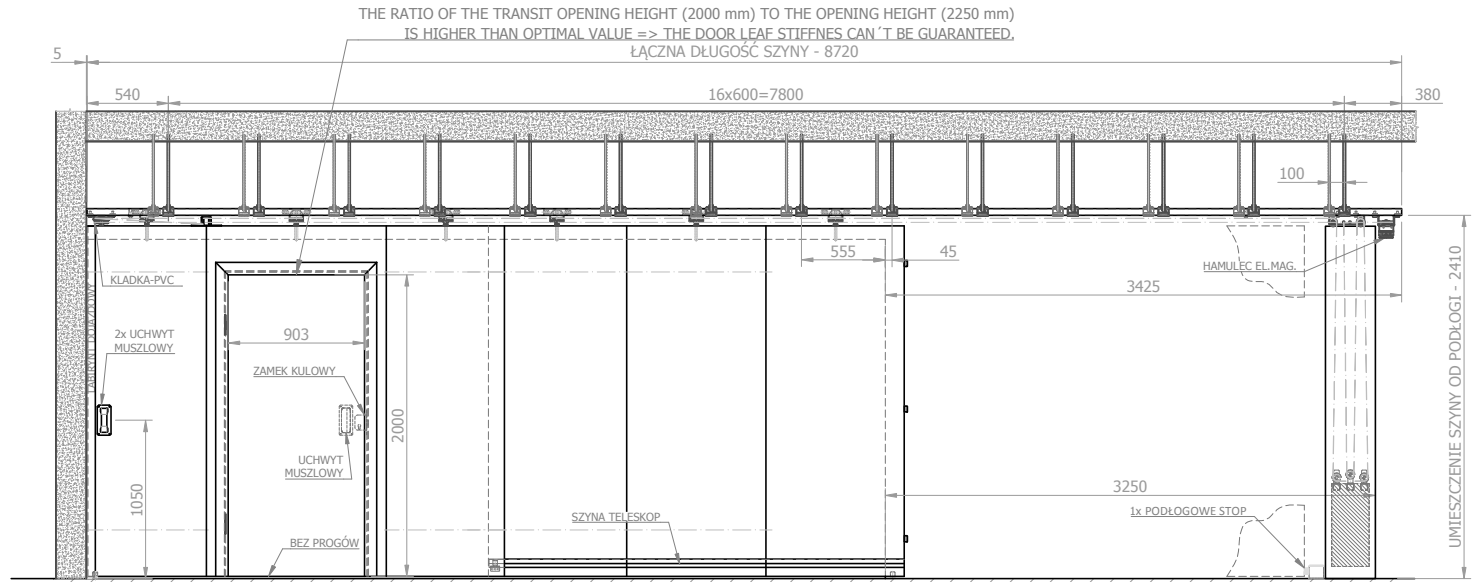 THE RATIO OF THE TRANSIT OPENING HEIGHT (2000 mm) TO THE OPENING HEIGHT (2250 mm)
IS HIGHER THAN OPTIMAL VALUE => THE DOOR LEAF STIFFNES CAN´T BE GUARANTEED.
ŁĄCZNA DŁUGOŚĆ SZYNY - 8720
5
540
16x600=7800
380
100
555
45
HAMULEC EL.MAG.
3425
KLADKA-PVC
LABIRYNT DOJAZDOWY
2x UCHWYT
MUSZLOWY
903
ZAMEK KULOWY
2000
UCHWYT
MUSZLOWY
1050
BEZ PROGÓW
SZYNA TELESKOP
3250
1x PODŁOGOWE STOP
UMIESZCZENIE SZYNY OD PODŁOGI - 2410